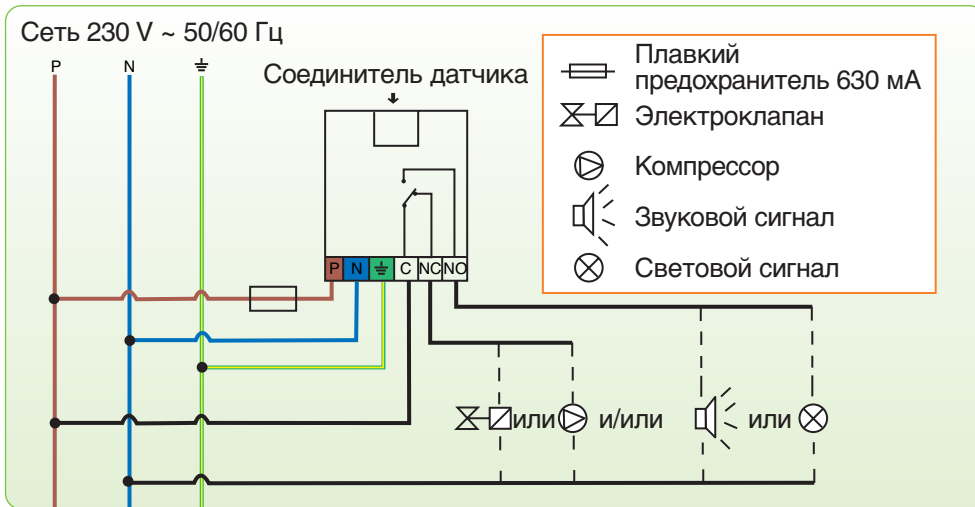 Сеть 230 V ~ 50/60 Гц
P N
Соединитель датчика
Плавкий
предохранитель 630 мА
Электроклапан
Компрессор
Звуковой сигнал
Световой сигнал
P N C NC NO
или и/или или